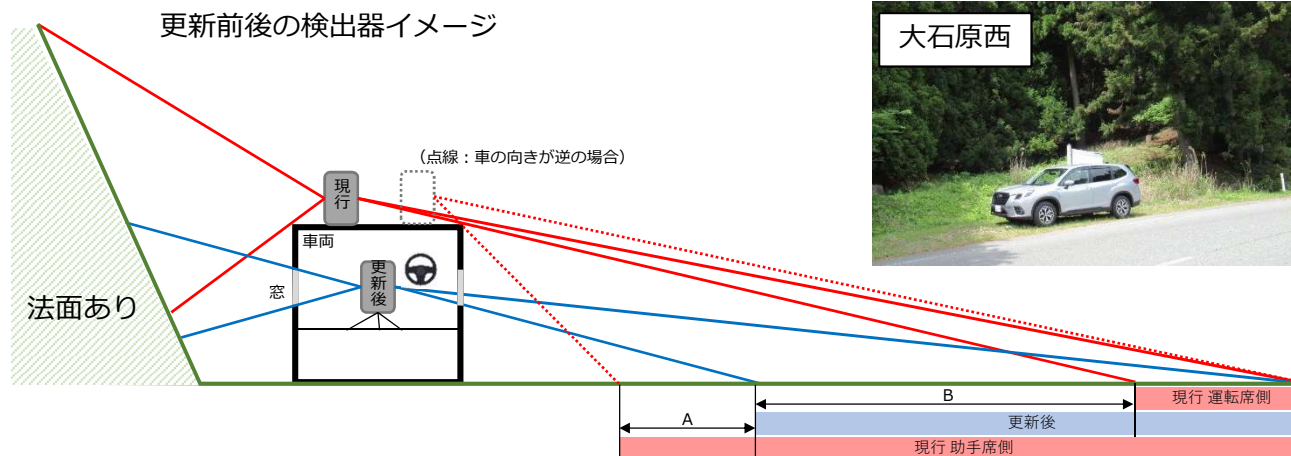 更新前後の検出器イメージ
大石原西
(点線：車の向きが逆の場合)
現行
車両
更新後
窓
法面あり
A
B
現行 運転席側
更新後
現行 助手席側